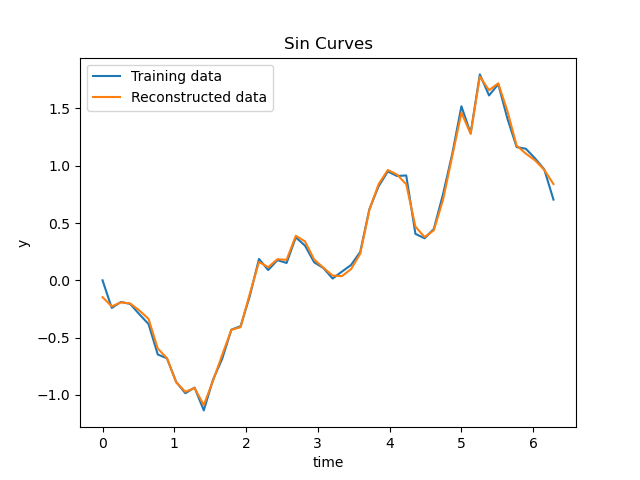 Sin Curves
Training data
Reconstructed data
1.5
1.0
0.5
0.0
−0.5
−1.0
y
0 1 2 3 4 5 6
time